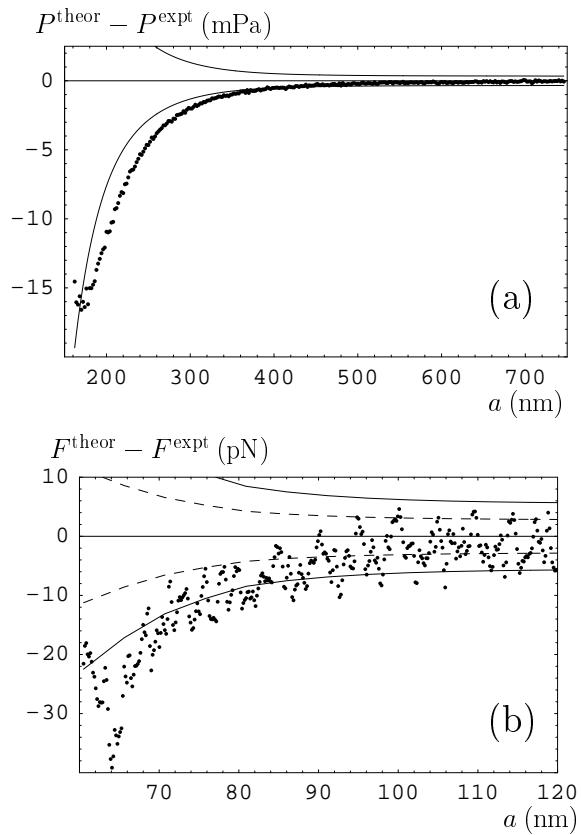 P^theor − P^expt (mPa)
0
−5
−10
−15
(a)
200 300 400 500 600 700
a (nm)
F^theor − F^expt (pN)
10
0
−10
−20
−30
(b)
70 80 90 100 110 120
a (nm)